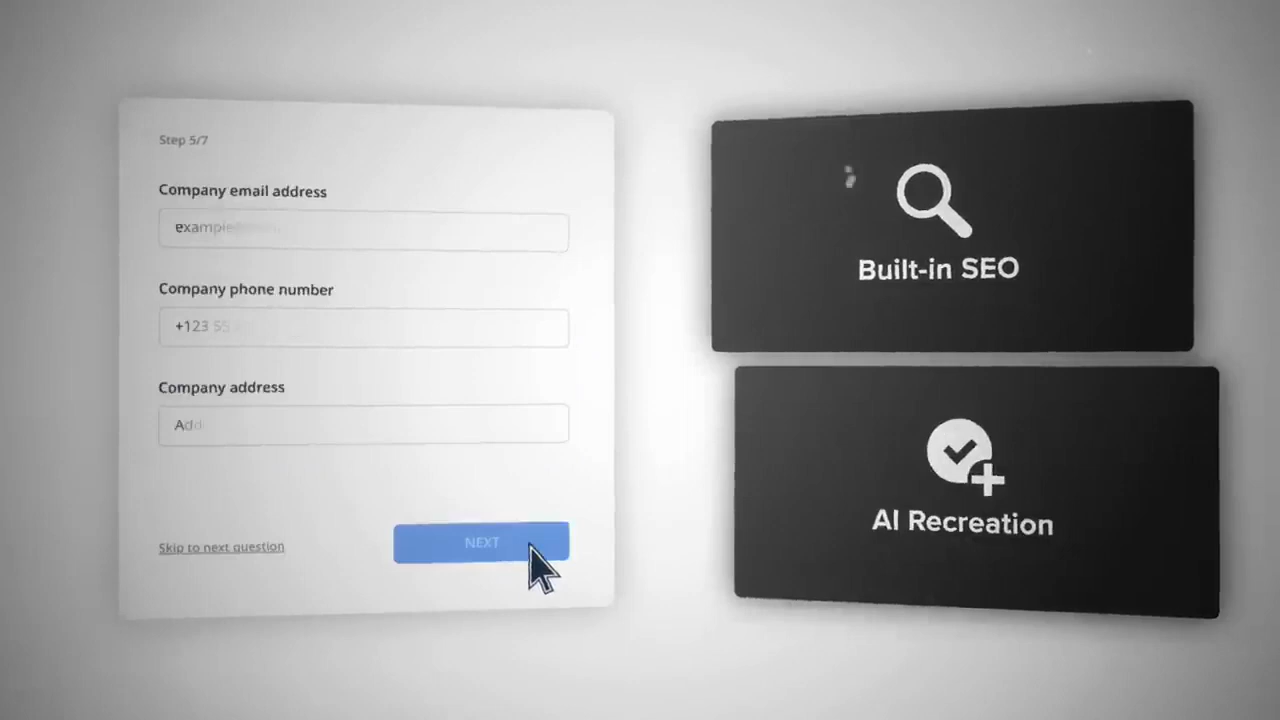 Step 5/7
Company email address
example
Company phone number
+123 55
Company address
Add
Skip to next question
NEXT
Built-in SEO
AI Recreation